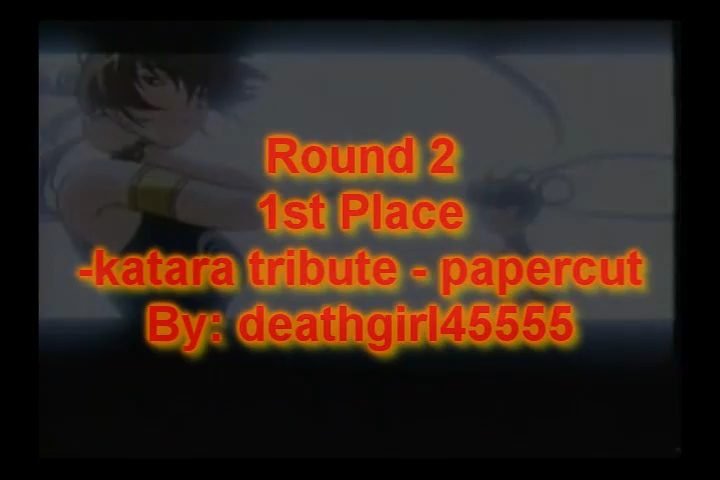 Round 2
1st Place
-katara tribute - papercut
By: deathgirl45555